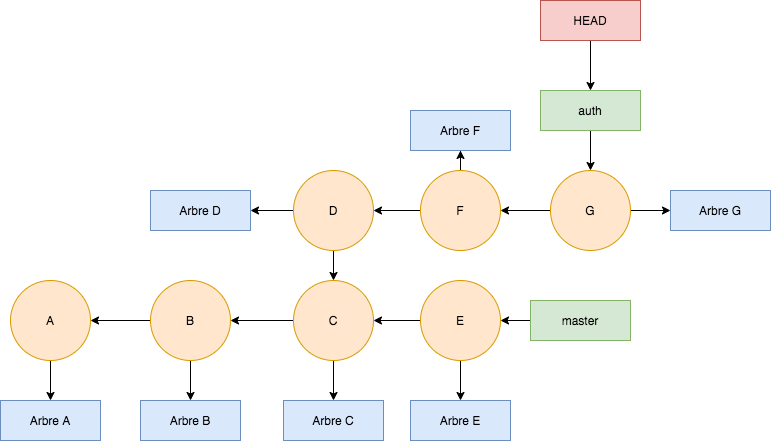 HEAD
auth
Arbre F
Arbre D
D
F
G
Arbre G
A
B
C
E
master
Arbre A
Arbre B
Arbre C
Arbre E